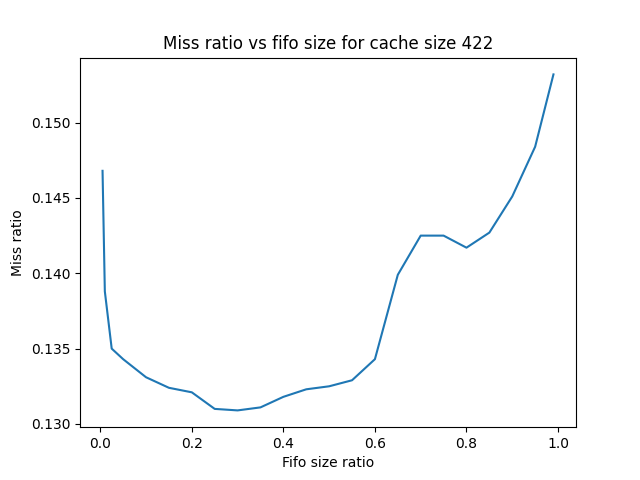 Miss ratio vs fifo size for cache size 422
Miss ratio
0.150
0.145
0.140
0.135
0.130
0.0 0.2 0.4 0.6 0.8 1.0
Fifo size ratio